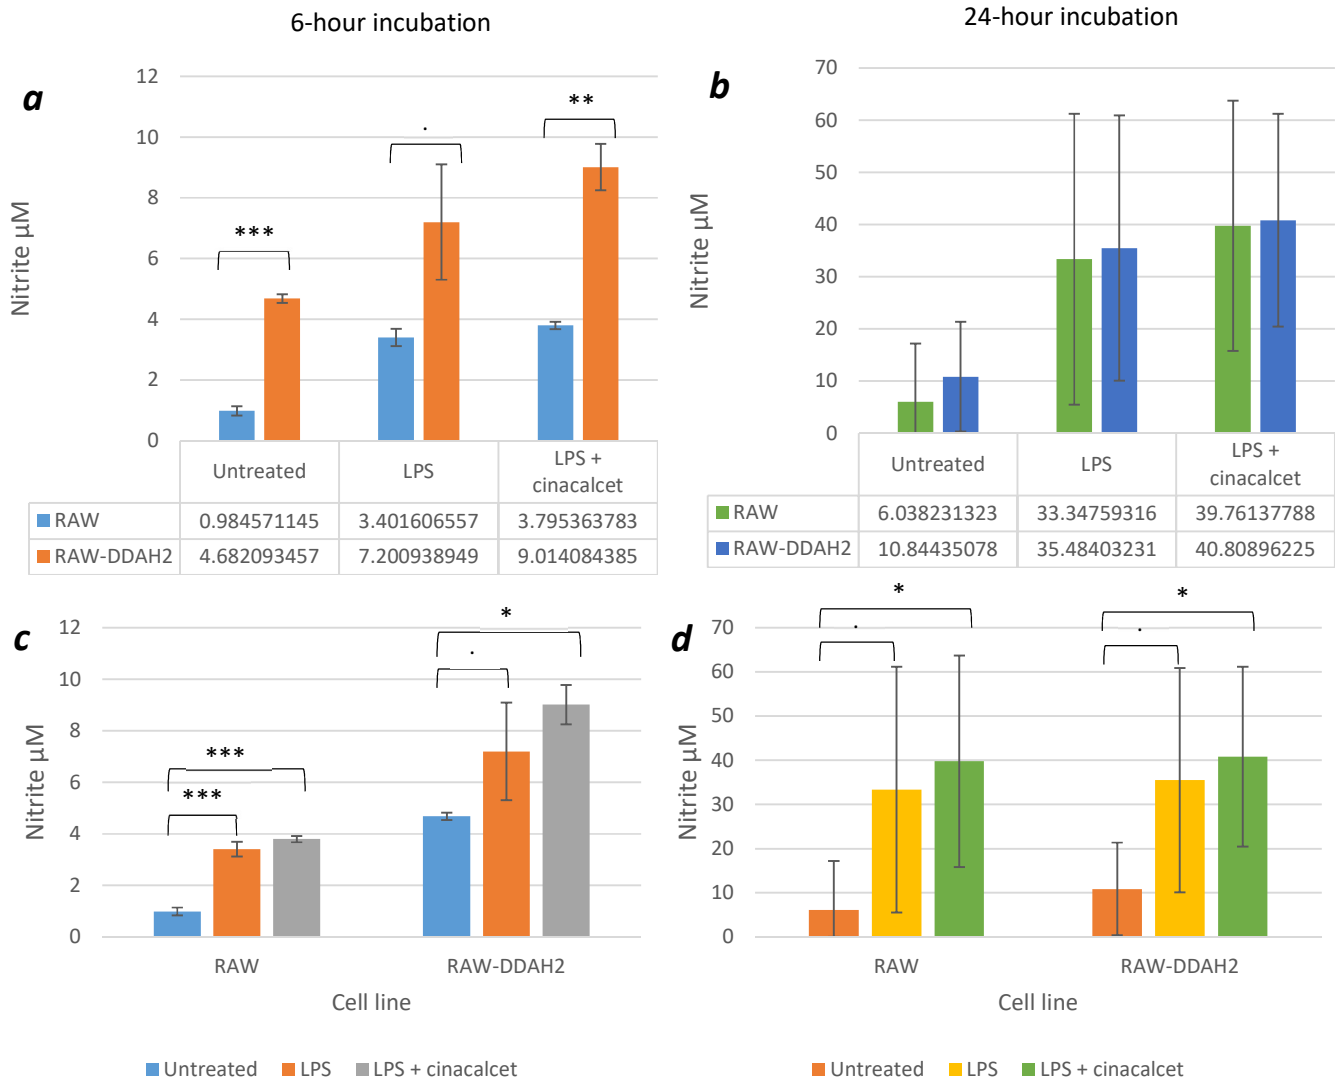 6-hour incubation
24-hour incubation
a
Nitrite µM
12
10
8
6
4
2
0
***
.
**
Untreated LPS LPS + cinacalcet
RAW 0.984571145 3.401606557 3.795363783
RAW-DDAH2 4.682093457 7.200938949 9.014084385
b
Nitrite µM
70
60
50
40
30
20
10
0
Untreated LPS LPS + cinacalcet
RAW 6.038231323 33.34759316 39.76137788
RAW-DDAH2 10.84435078 35.48403231 40.80896225
c
Nitrite µM
12
10
8
6
4
2
0
***
***
.
*
RAW RAW-DDAH2
Cell line
Untreated LPS LPS + cinacalcet
d
Nitrite µM
70
60
50
40
30
20
10
0
.
*
.
*
RAW RAW-DDAH2
Cell line
Untreated LPS LPS + cinacalcet